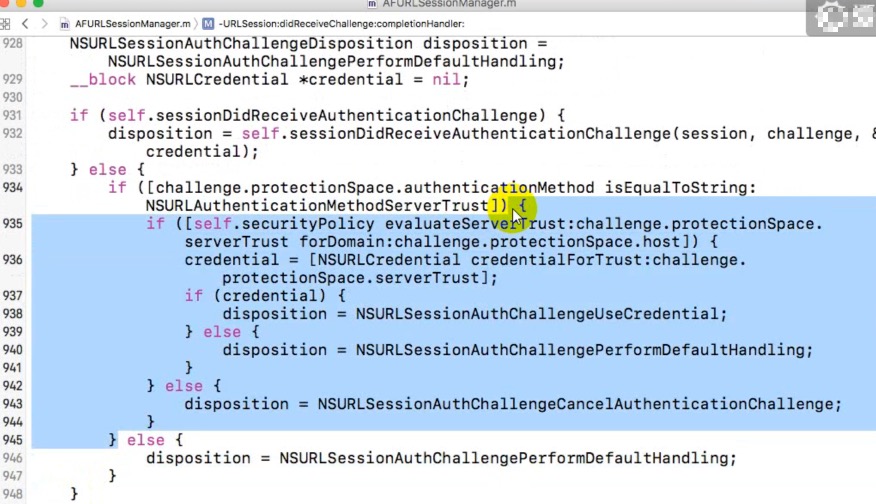 AFURLSessionManager.m
AFURLSessionManager.m M -URLSession:didReceiveChallenge:completionHandler:
928 NSURLSessionAuthChallengeDisposition disposition =
NSURLSessionAuthChallengePerformDefaultHandling;
929 __block NSURLCredential *credential = nil;
930
931 if (self.sessionDidReceiveAuthenticationChallenge) {
932 disposition = self.sessionDidReceiveAuthenticationChallenge(session, challenge, &
credential);
933 } else {
934 if ([challenge.protectionSpace.authenticationMethod isEqualToString:
NSURLAuthenticationMethodServerTrust]) {
935 if ([self.securityPolicy evaluateServerTrust:challenge.protectionSpace.
serverTrust forDomain:challenge.protectionSpace.host]) {
936 credential = [NSURLCredential credentialForTrust:challenge.
protectionSpace.serverTrust];
937 if (credential) {
938 disposition = NSURLSessionAuthChallengeUseCredential;
939 } else {
940 disposition = NSURLSessionAuthChallengePerformDefaultHandling;
941 }
942 } else {
943 disposition = NSURLSessionAuthChallengeCancelAuthenticationChallenge;
944 }
945 } else {
946 disposition = NSURLSessionAuthChallengePerformDefaultHandling;
947 }
948 }